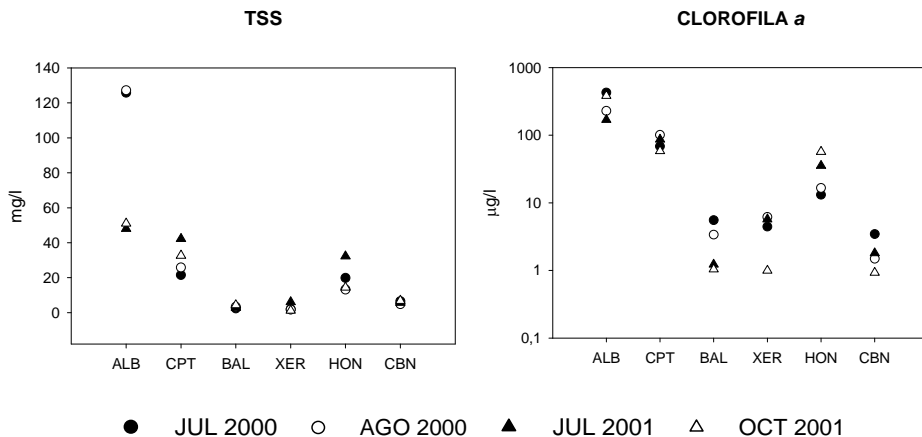 TSS
mg/l
140
120
100
80
60
40
20
0
ALB CPT BAL XER HON CBN
CLOROFILA a
µg/l
1000
100
10
1
0,1
ALB CPT BAL XER HON CBN
JUL 2000 AGO 2000 JUL 2001 OCT 2001